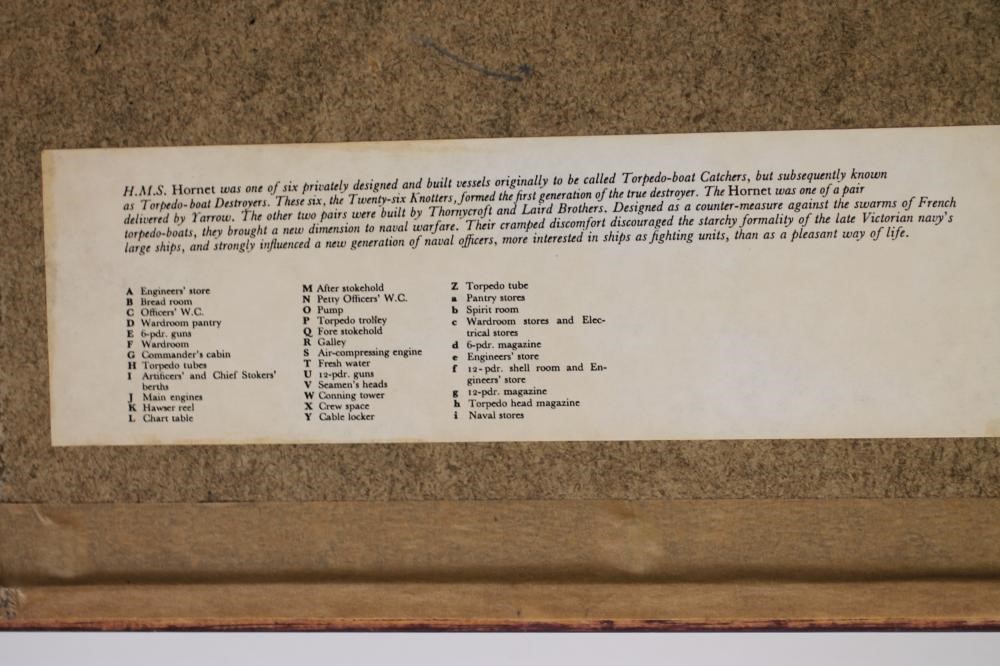 H.M.S. Hornet was one of six privately designed and built vessels originally to be called Torpedo-boat Catchers, but subsequently known
as Torpedo-boat Destroyers. These six, the Twenty-six Knotters, formed the first generation of the true destroyer. The Hornet was one of a pair
delivered by Yarrow. The other two pairs were built by Thornycroft and Laird Brothers. Designed as a counter-measure against the swarms of French
torpedo-boats, they brought a new dimension to naval warfare. Their cramped discomfort discouraged the starchy formality of the late Victorian navy's
large ships, and strongly influenced a new generation of naval officers, more interested in ships as fighting units, than as a pleasant way of life.
A Engineers' store
B Bread room
C Officers' W.C.
D Wardroom pantry
E 6-pdr. guns
F Wardroom
G Commander's cabin
H Torpedo tubes
I Artificers' and Chief Stokers'
berths
J Main engines
K Hawser reel
L Chart table
M After stokehold
N Petty Officers' W.C.
O Pump
P Torpedo trolley
Q Fore stokehold
R Galley
S Air-compressing engine
T Fresh water
U 12-pdr. guns
V Seamen's heads
W Conning tower
X Crew space
Y Cable locker
Z Torpedo tube
a Pantry stores
b Spirit room
c Wardroom stores and Elec-
trical stores
d 6-pdr. magazine
e Engineers' store
f 12-pdr. shell room and En-
gineers' store
g 12-pdr. magazine
h Torpedo head magazine
i Naval stores